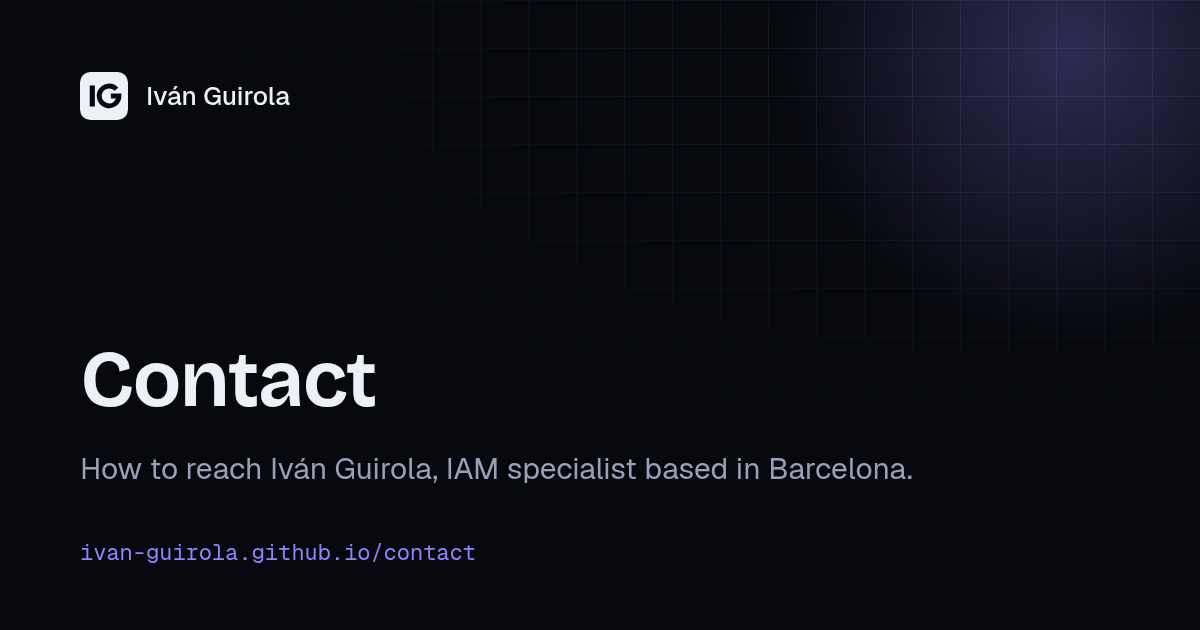 IG Iván Guirola
Contact
How to reach Iván Guirola, IAM specialist based in Barcelona.
ivan-guirola.github.io/contact